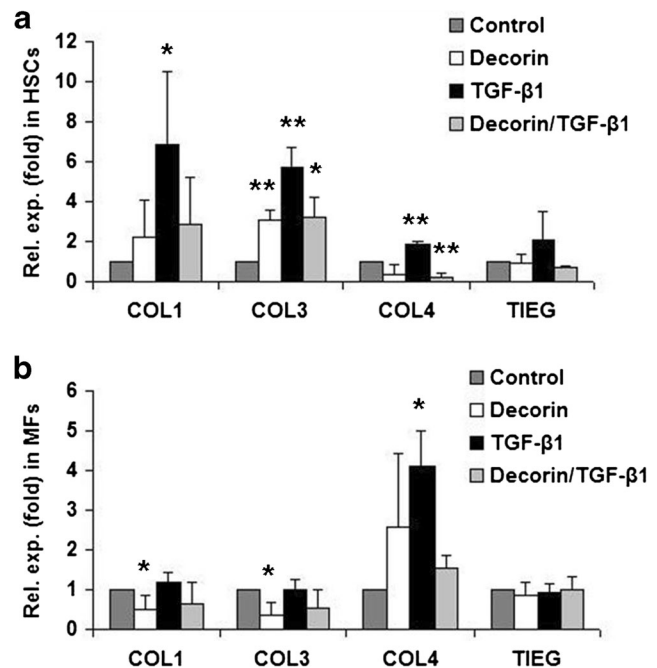 a
Rel. exp. (fold) in HSCs
12
10
8
6
4
2
0
* ** ** * ** **
COL1 COL3 COL4 TIEG
Control
Decorin
TGF-β1
Decorin/TGF-β1
b
Rel. exp. (fold) in MFs
6
5
4
3
2
1
0
* * *
COL1 COL3 COL4 TIEG
Control
Decorin
TGF-β1
Decorin/TGF-β1